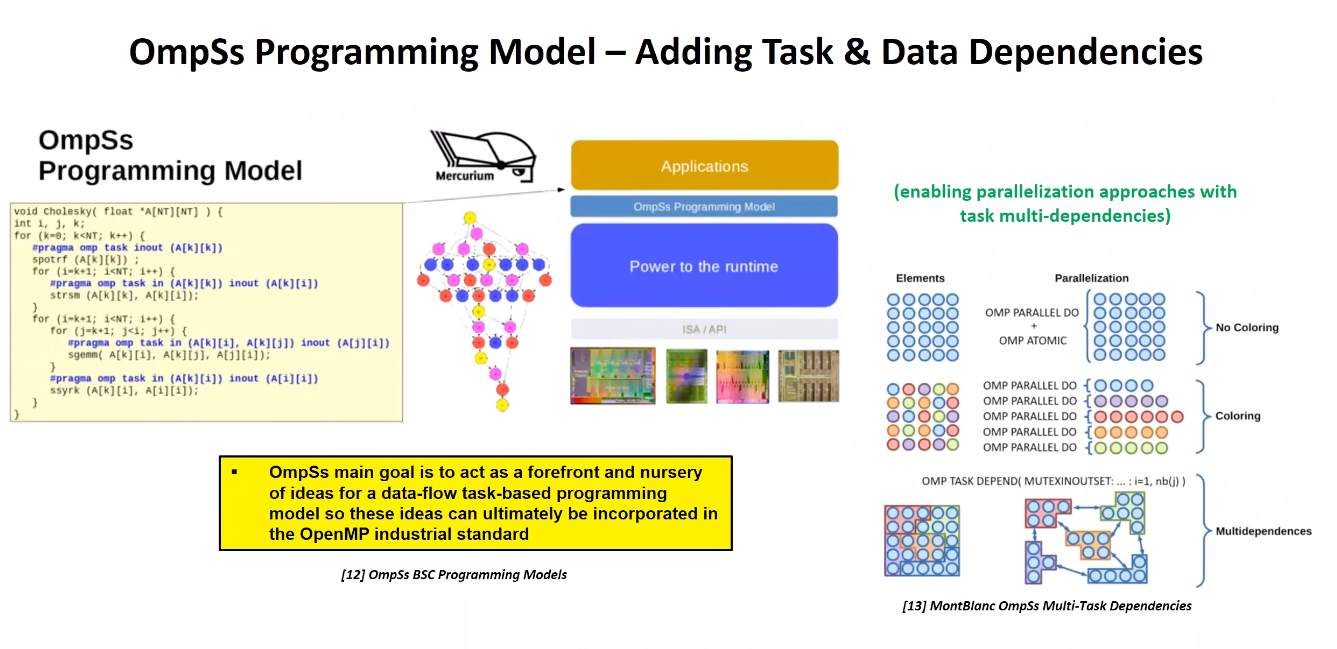 OmpSs Programming Model – Adding Task & Data Dependencies
OmpSs
Programming Model
void Cholesky( float *A[NT][NT] ) {
int i, j, k;
for (k=0; k<NT; k++) {
#pragma omp task inout (A[k][k])
spotrf (A[k][k]) ;
for (i=k+1; i<NT; i++) {
#pragma omp task in (A[k][k]) inout (A[k][i])
strsm (A[k][k], A[k][i]);
}
for (i=k+1; i<NT; i++) {
for (j=k+1; j<i; j++) {
#pragma omp task in (A[k][i], A[k][j]) inout (A[j][i])
sgemm( A[k][i], A[k][j], A[j][i]);
}
#pragma omp task in (A[k][i]) inout (A[i][i])
ssyrk (A[k][i], A[i][i]);
}
}
Mercurium
Applications
OmpSs Programming Model
Power to the runtime
ISA / API
▪ OmpSs main goal is to act as a forefront and nursery
of ideas for a data-flow task-based programming
model so these ideas can ultimately be incorporated in
the OpenMP industrial standard
[12] OmpSs BSC Programming Models
(enabling parallelization approaches with
task multi-dependencies)
Elements
Parallelization
OMP PARALLEL DO
+
OMP ATOMIC
No Coloring
OMP PARALLEL DO
OMP PARALLEL DO
OMP PARALLEL DO
OMP PARALLEL DO
OMP PARALLEL DO
Coloring
OMP TASK DEPEND( MUTEXINOUTSET: ... : i=1, nb(j) )
Multidependences
[13] MontBlanc OmpSs Multi-Task Dependencies